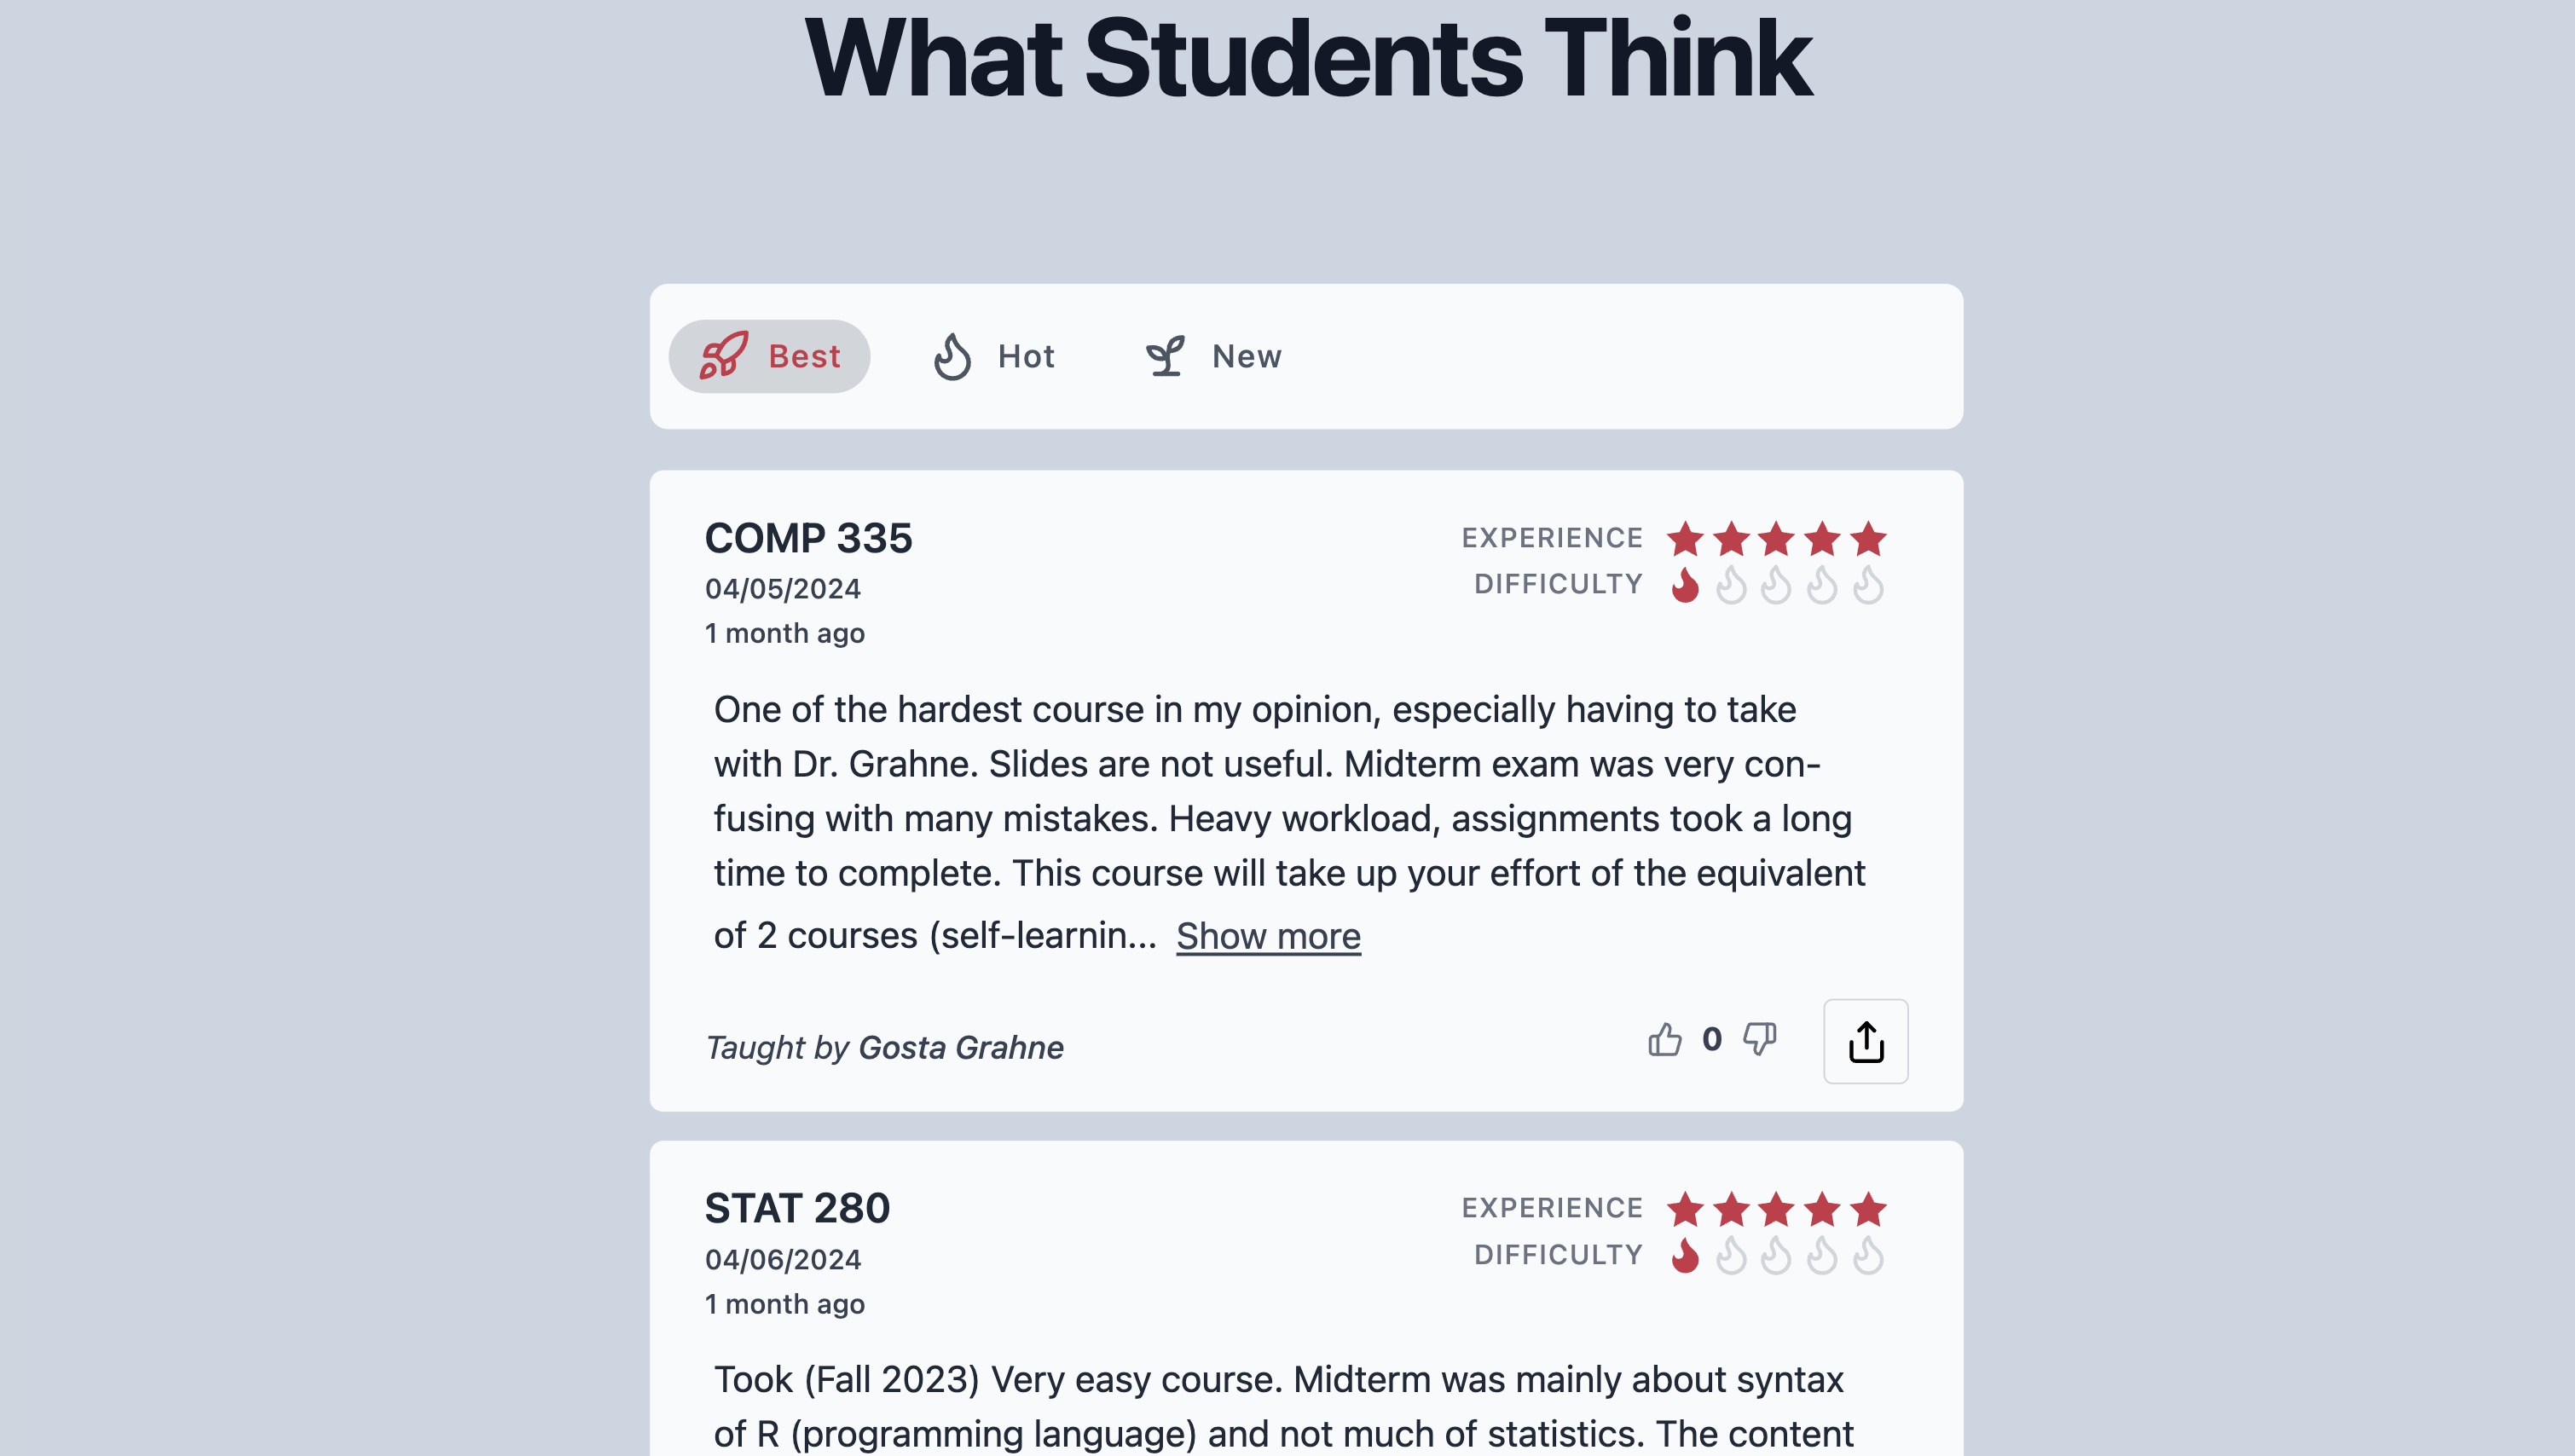 What Students Think
Best
Hot
New
COMP 335
EXPERIENCE
04/05/2024
DIFFICULTY
1 month ago
One of the hardest course in my opinion, especially having to take
with Dr. Grahne. Slides are not useful. Midterm exam was very con-
fusing with many mistakes. Heavy workload, assignments took a long
time to complete. This course will take up your effort of the equivalent
of 2 courses (self-learnin... Show more
Taught by Gosta Grahne
0
STAT 280
EXPERIENCE
04/06/2024
DIFFICULTY
1 month ago
Took (Fall 2023) Very easy course. Midterm was mainly about syntax
of R (programming language) and not much of statistics. The content